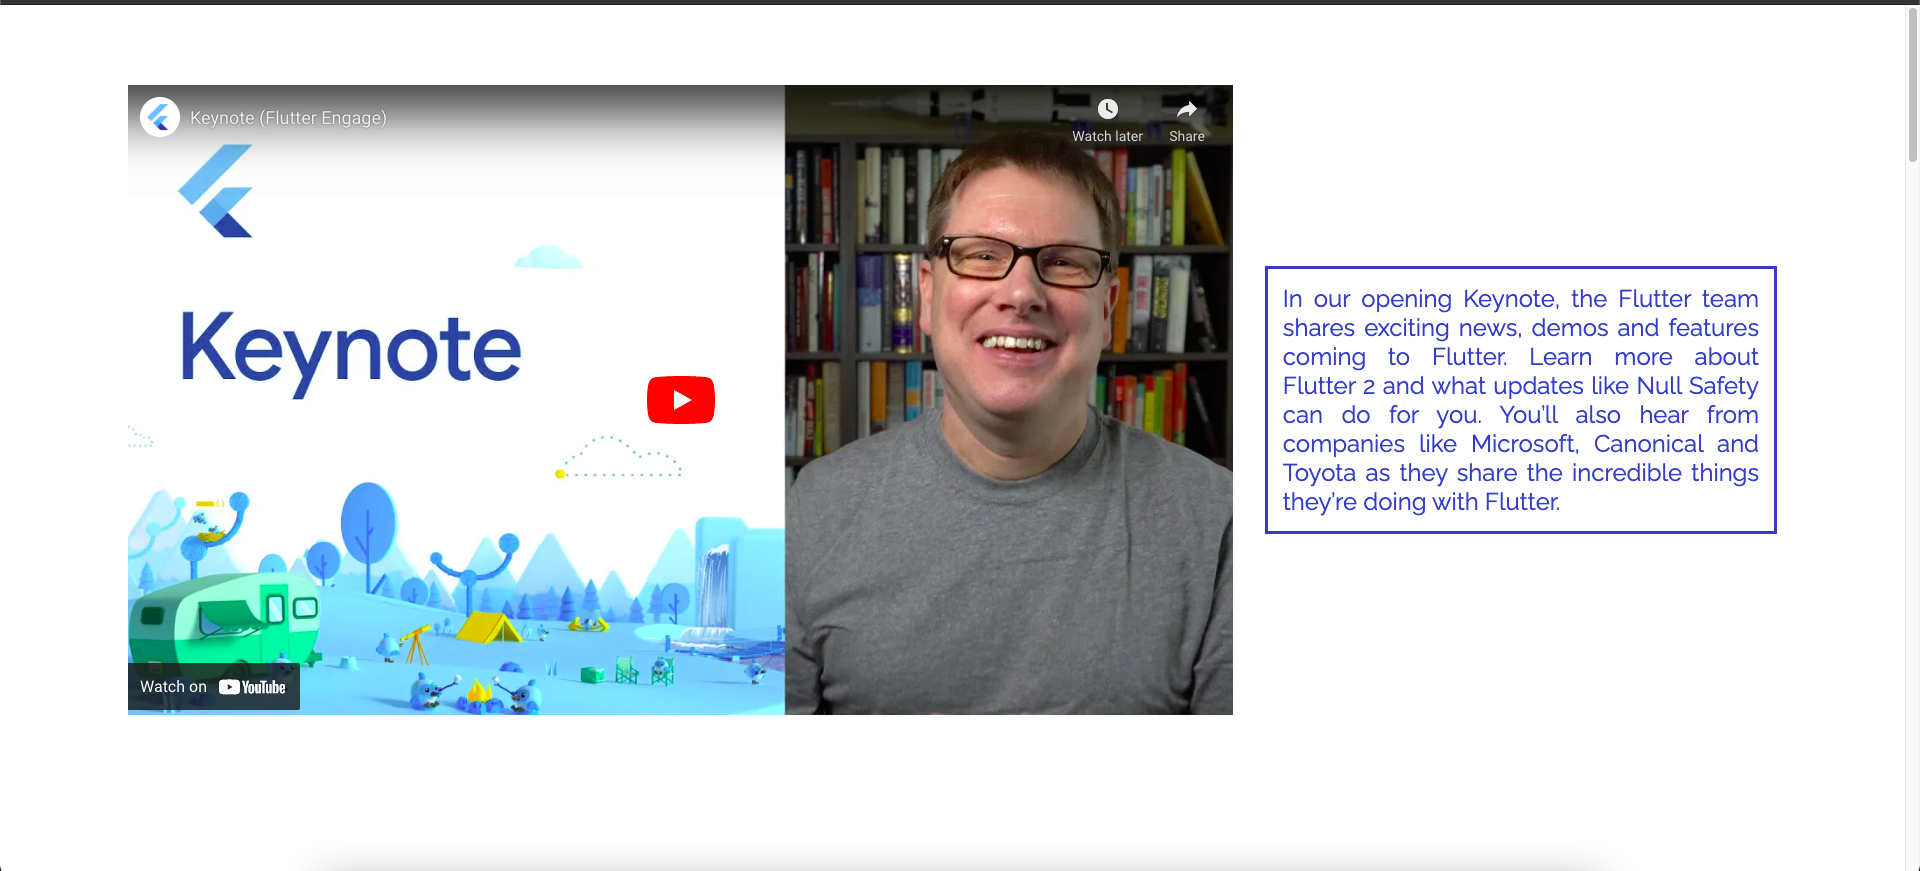 Keynote (Flutter Engage)
Watch later
Share
Keynote
Watch on YouTube
In our opening Keynote, the Flutter team
shares exciting news, demos and features
coming to Flutter. Learn more about
Flutter 2 and what updates like Null Safety
can do for you. You’ll also hear from
companies like Microsoft, Canonical and
Toyota as they share the incredible things
they’re doing with Flutter.